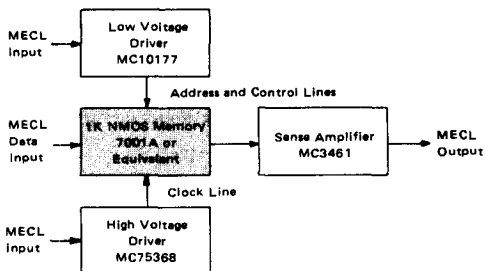 MECL
Input
Low Voltage
Driver
MC10177
Address and Control Lines
MECL
Data
Input
1K NMOS Memory
7001A or
Equivalent
Sense Amplifier
MC3461
MECL
Output
Clock Line
MECL
Input
High Voltage
Driver
MC75368